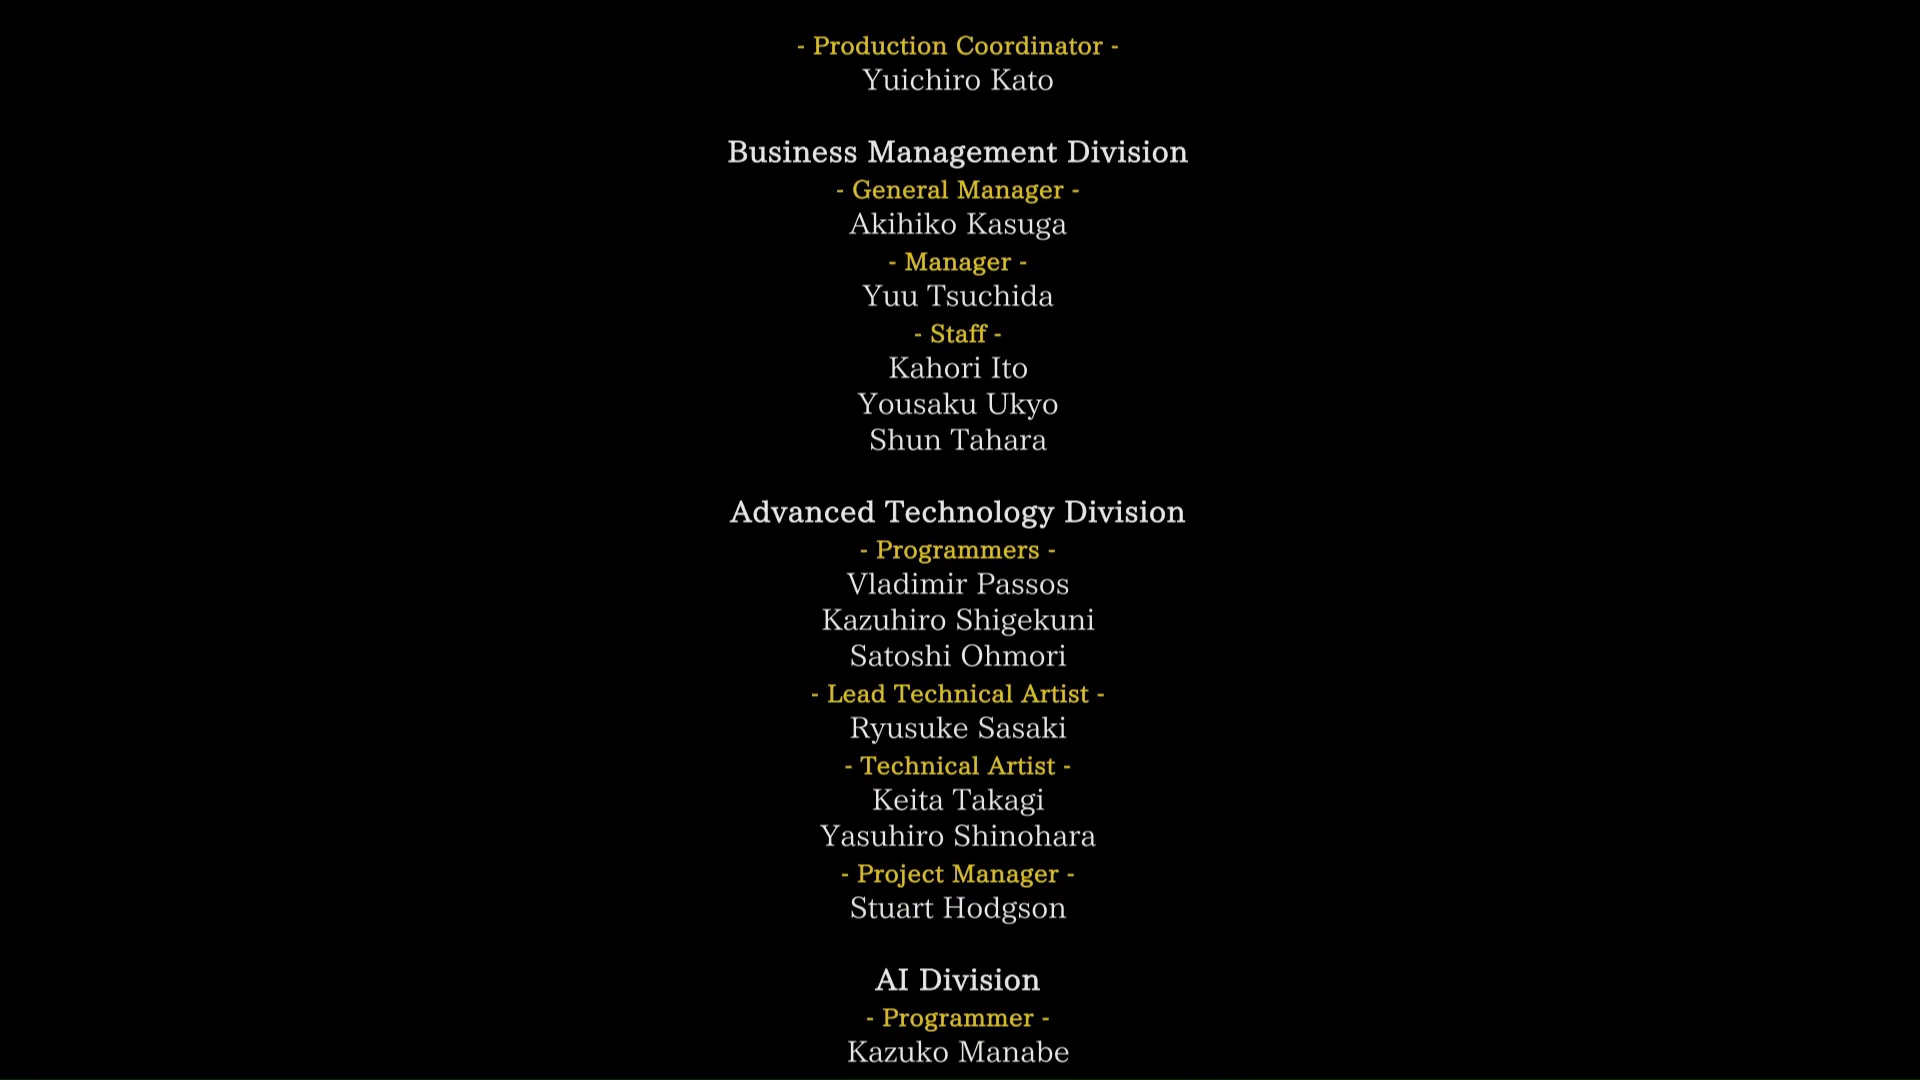 - Production Coordinator -
Yuichiro Kato
Business Management Division
- General Manager -
Akihiko Kasuga
- Manager -
Yuu Tsuchida
- Staff -
Kahori Ito
Yousaku Ukyo
Shun Tahara
Advanced Technology Division
- Programmers -
Vladimir Passos
Kazuhiro Shigekuni
Satoshi Ohmori
- Lead Technical Artist -
Ryusuke Sasaki
- Technical Artist -
Keita Takagi
Yasuhiro Shinohara
- Project Manager -
Stuart Hodgson
AI Division
- Programmer -
Kazuko Manabe